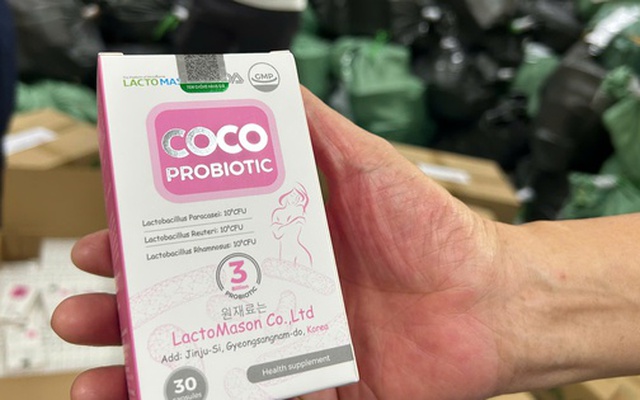 LACTOMAS
GMP
COCO
PROBIOTIC
Lactobacillus Paracasei: 10⁹CFU
Lactobacillus Reuteri: 10⁹CFU
Lactobacillus Rhamnosus: 10⁹CFU
3
Billion
PROBIOTIC
원재료는
LactoMason Co.,Ltd
Add: Jinju-Si, Gyeongsangnam-do, Korea
Health supplement
30
capsules